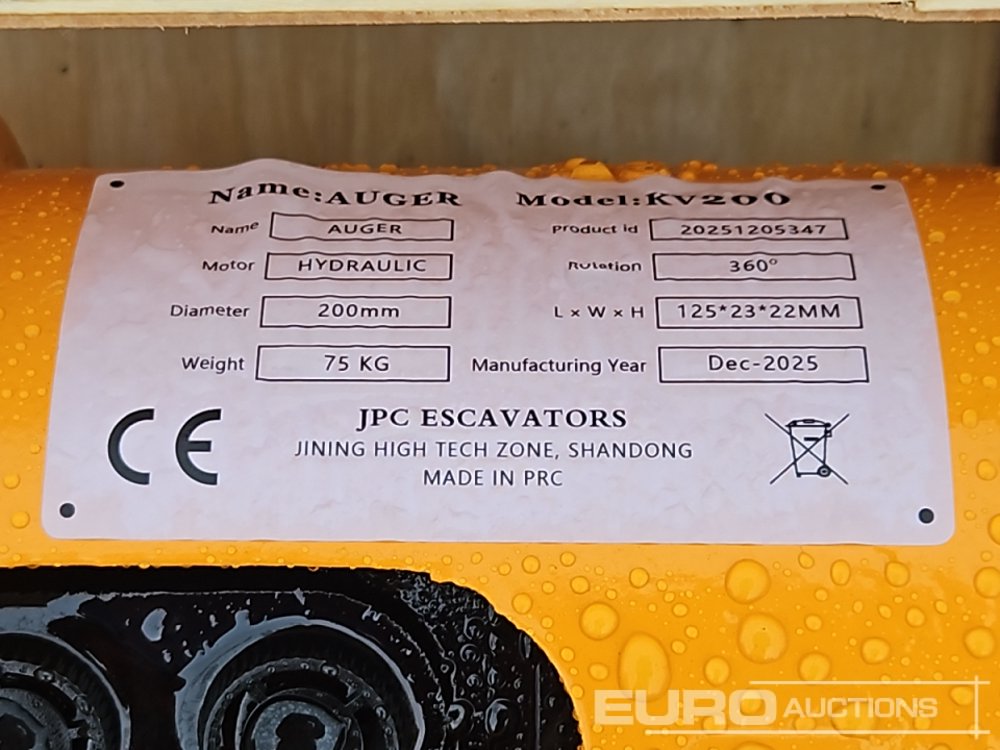 Name:AUGER Model:KV200
Name AUGER Product id 20251205347
Motor HYDRAULIC Rotation 360°
Diameter 200mm L × W × H 125*23*22MM
Weight 75 KG Manufacturing Year Dec-2025
CE JPC ESCAVATORS
JINING HIGH TECH ZONE, SHANDONG
MADE IN PRC
EURO AUCTIONS